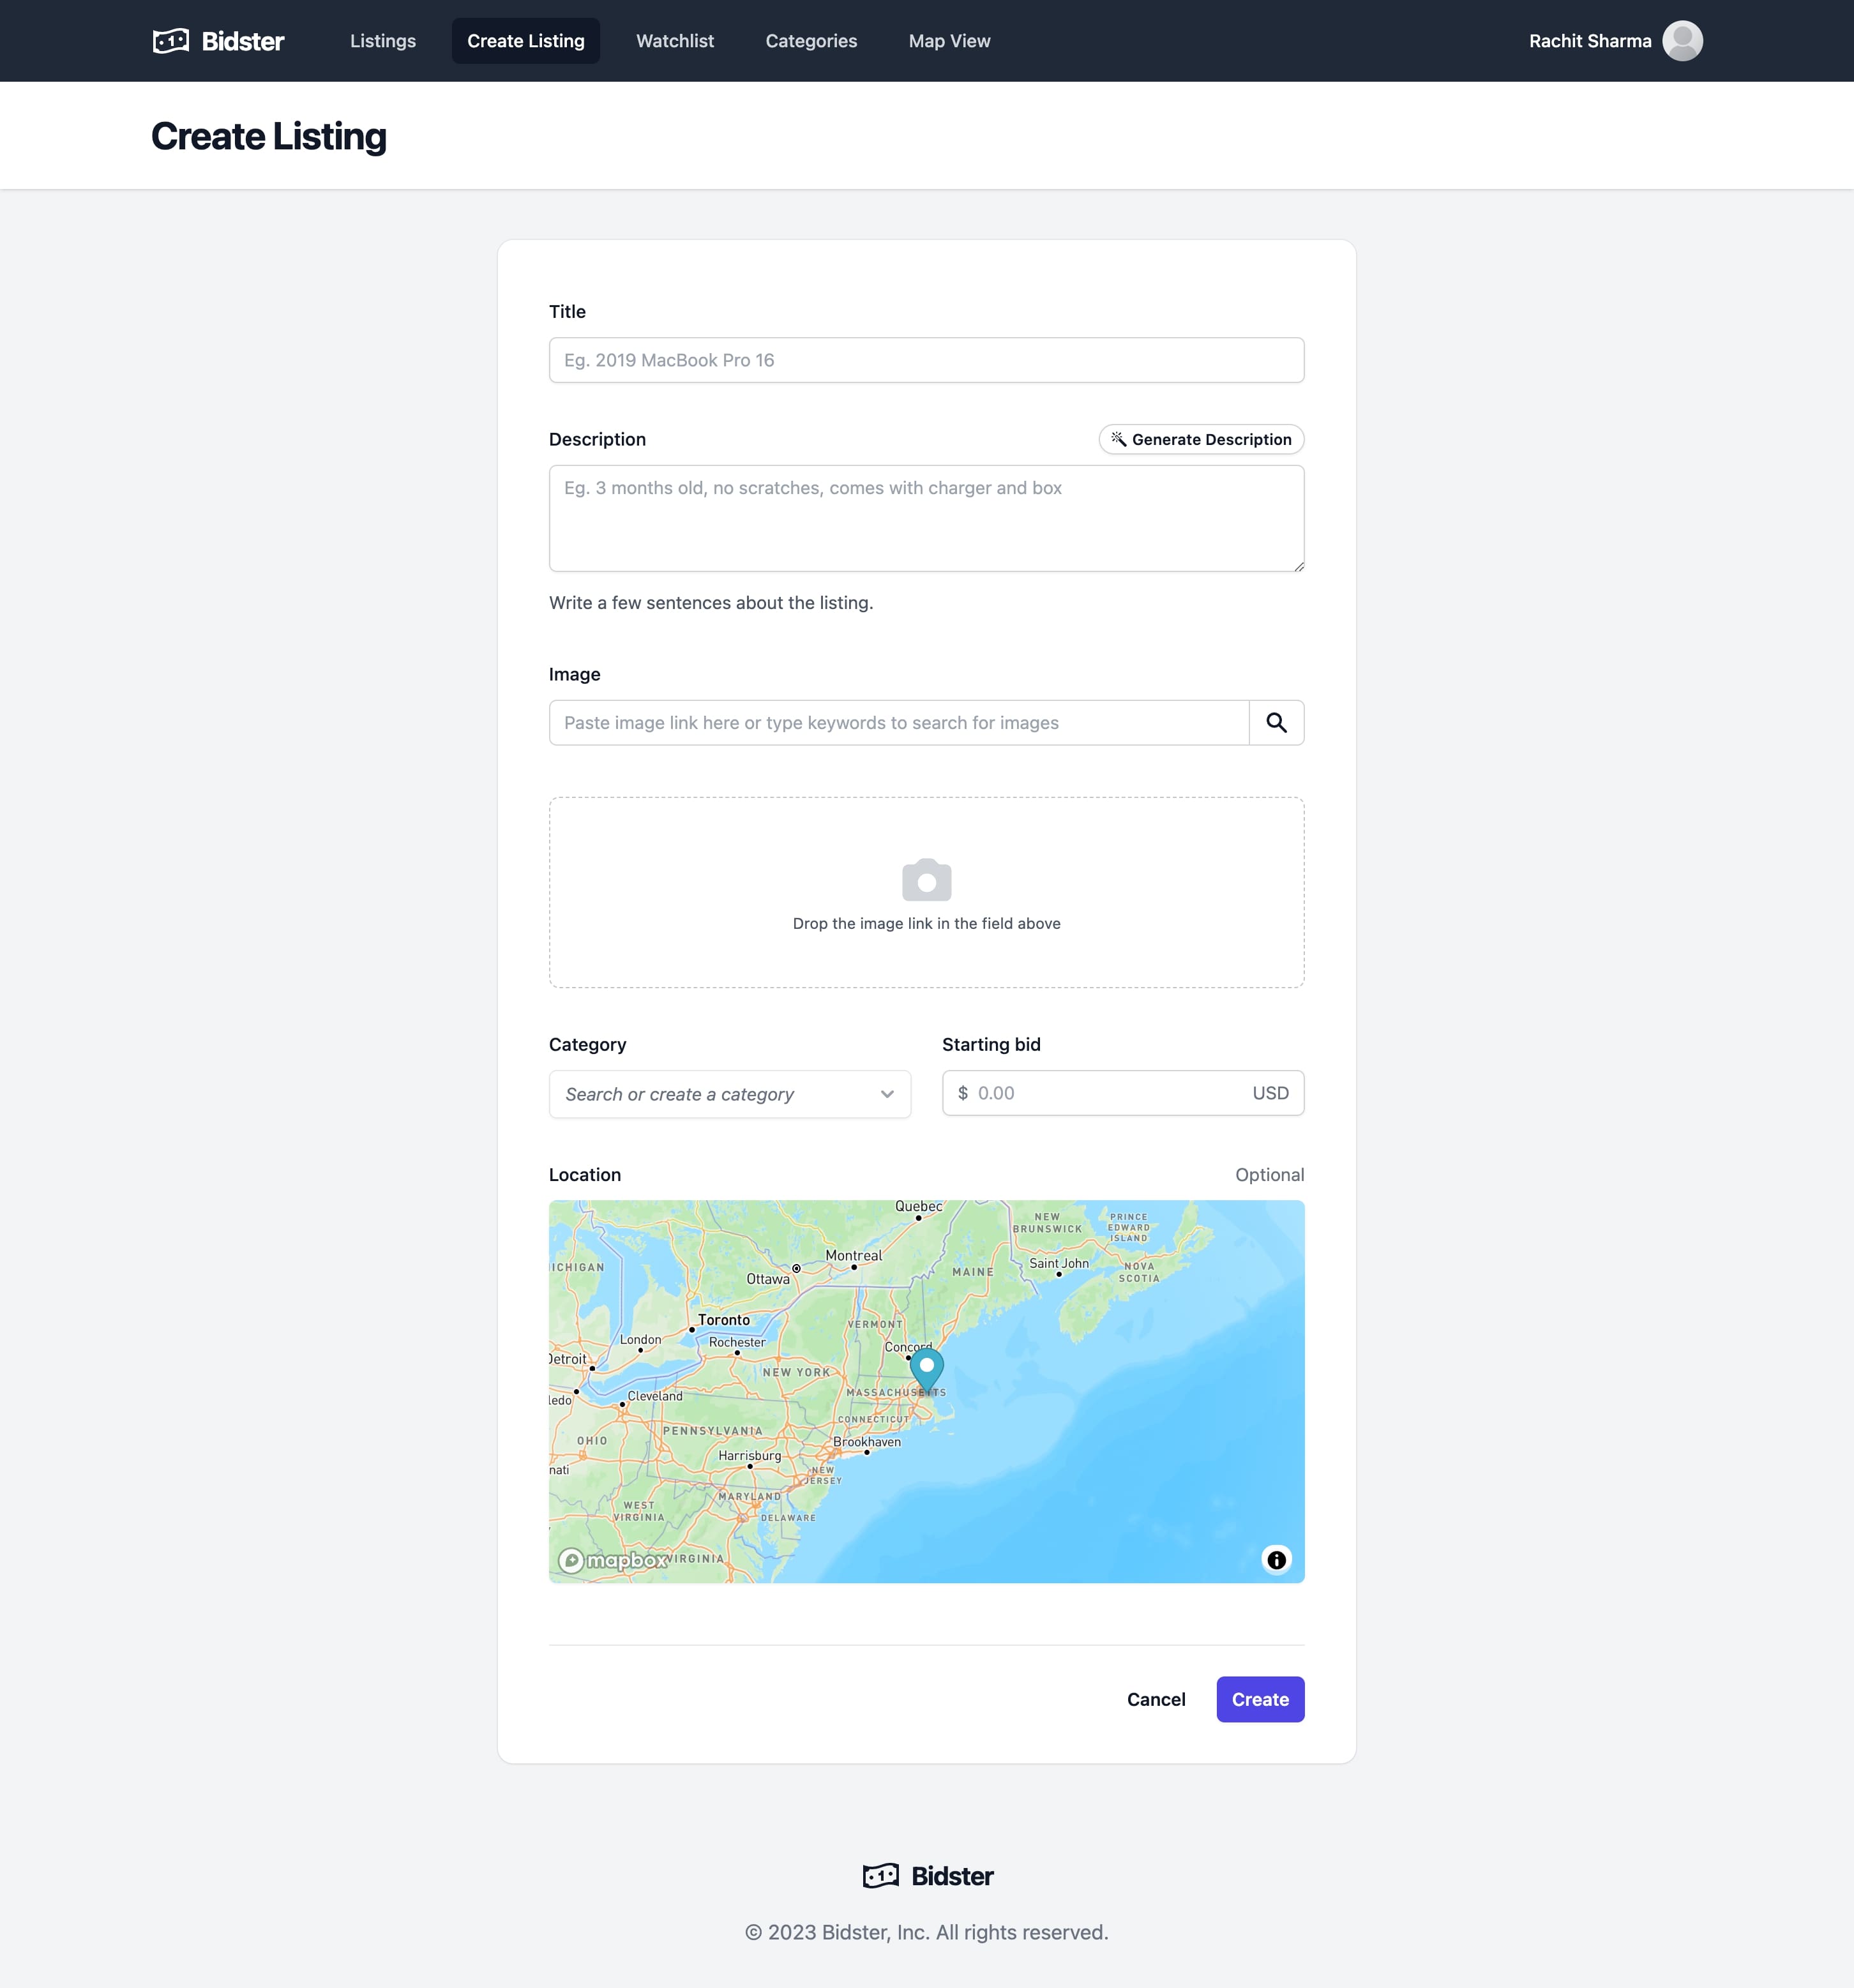 Bidster
Listings
Create Listing
Watchlist
Categories
Map View
Rachit Sharma
Create Listing
Title
Eg. 2019 MacBook Pro 16
Description
Generate Description
Eg. 3 months old, no scratches, comes with charger and box
Write a few sentences about the listing.
Image
Paste image link here or type keywords to search for images
Drop the image link in the field above
Category
Starting bid
Search or create a category
$ 0.00
USD
Location
Optional
Quebec
NEW
BRUNSWICK
PRINCE
EDWARD
ISLAND
Montreal
Ottawa
MAINE
Saint John
NOVA
SCOTIA
ICHIGAN
Toronto
London
Rochester
VERMONT
Concord
Detroit
NEW YORK
MASSACHUSETTS
ledo
Cleveland
CONNECTICUT
PENNSYLVANIA
OHIO
Brookhaven
Harrisburg
nati
NEW
JERSEY
MARYLAND
WEST
VIRGINIA
DELAWARE
mapbox
VIRGINIA
Cancel
Create
Bidster
© 2023 Bidster, Inc. All rights reserved.